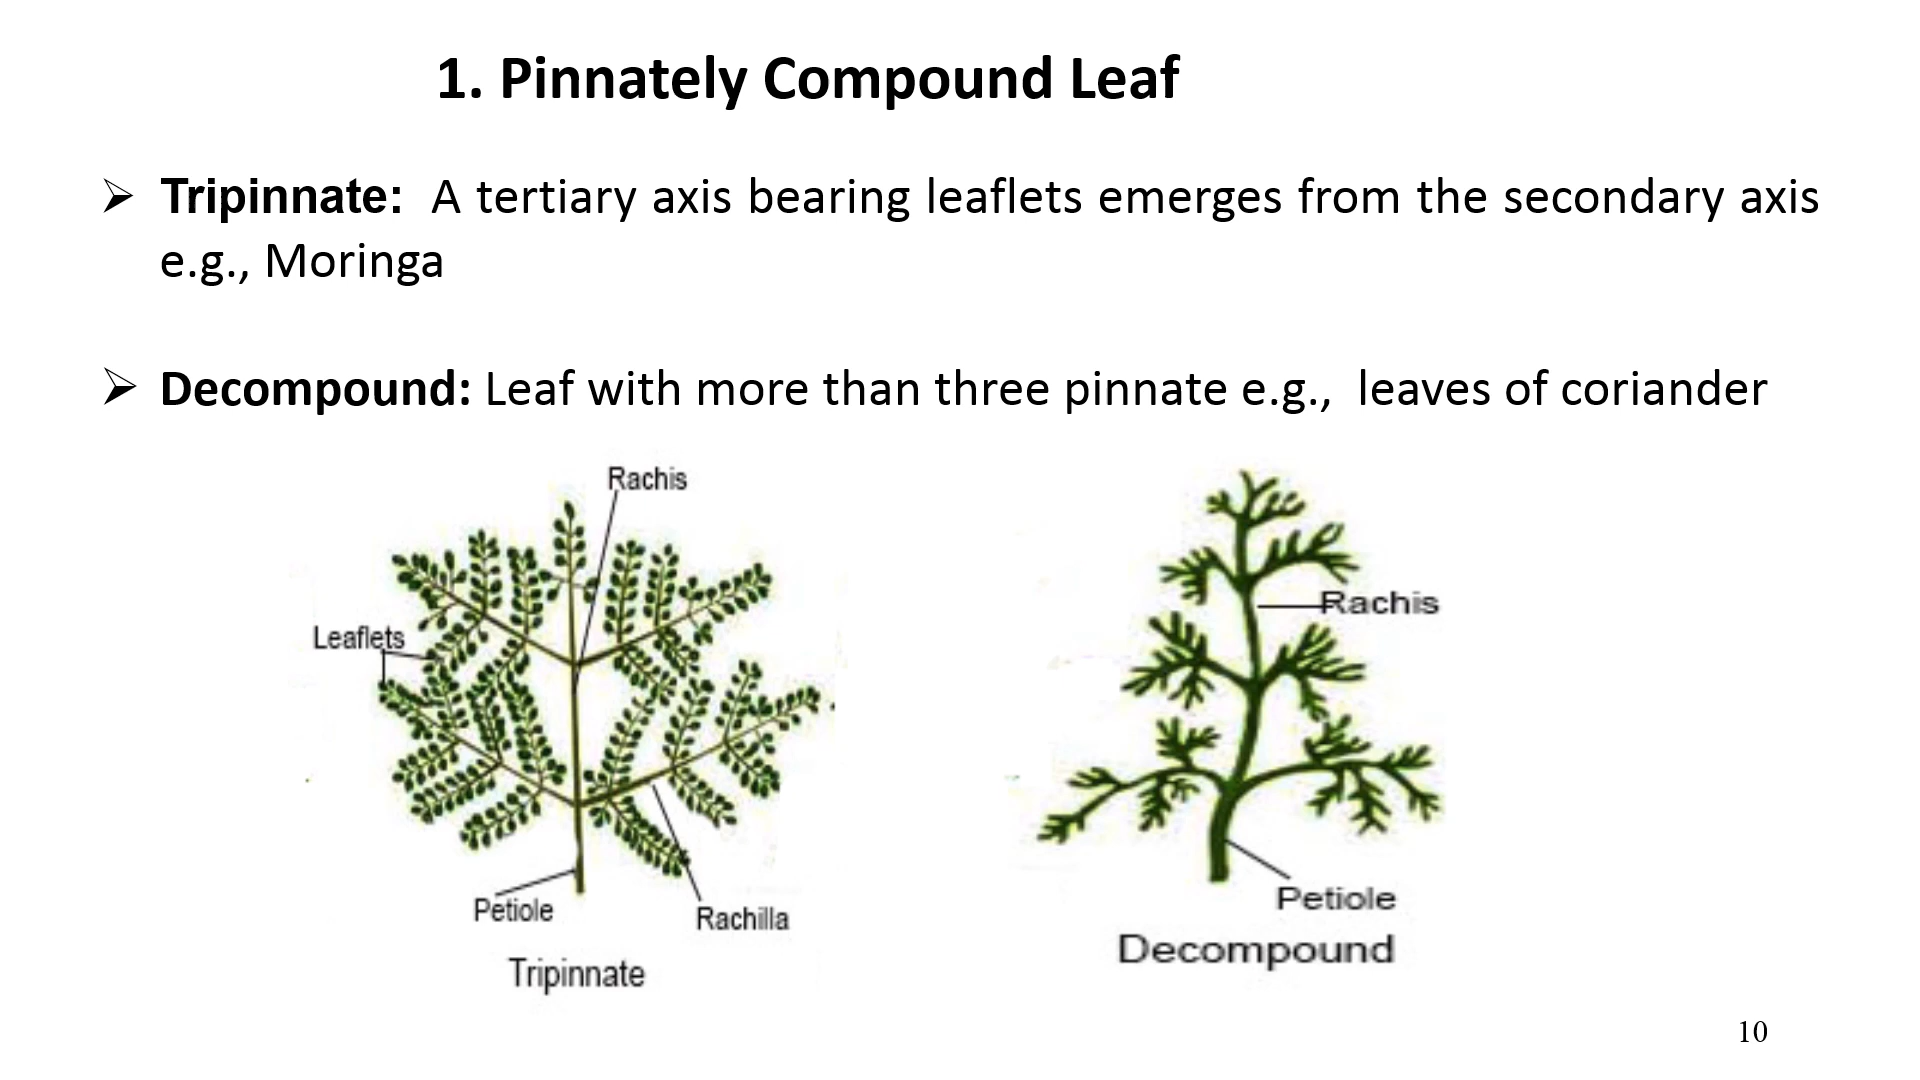 1. Pinnately Compound Leaf
➢ Tripinnate: A tertiary axis bearing leaflets emerges from the secondary axis
e.g., Moringa
➢ Decompound: Leaf with more than three pinnate e.g., leaves of coriander
Rachis
Leaflets
Petiole
Rachilla
Tripinnate
Rachis
Petiole
Decompound
10